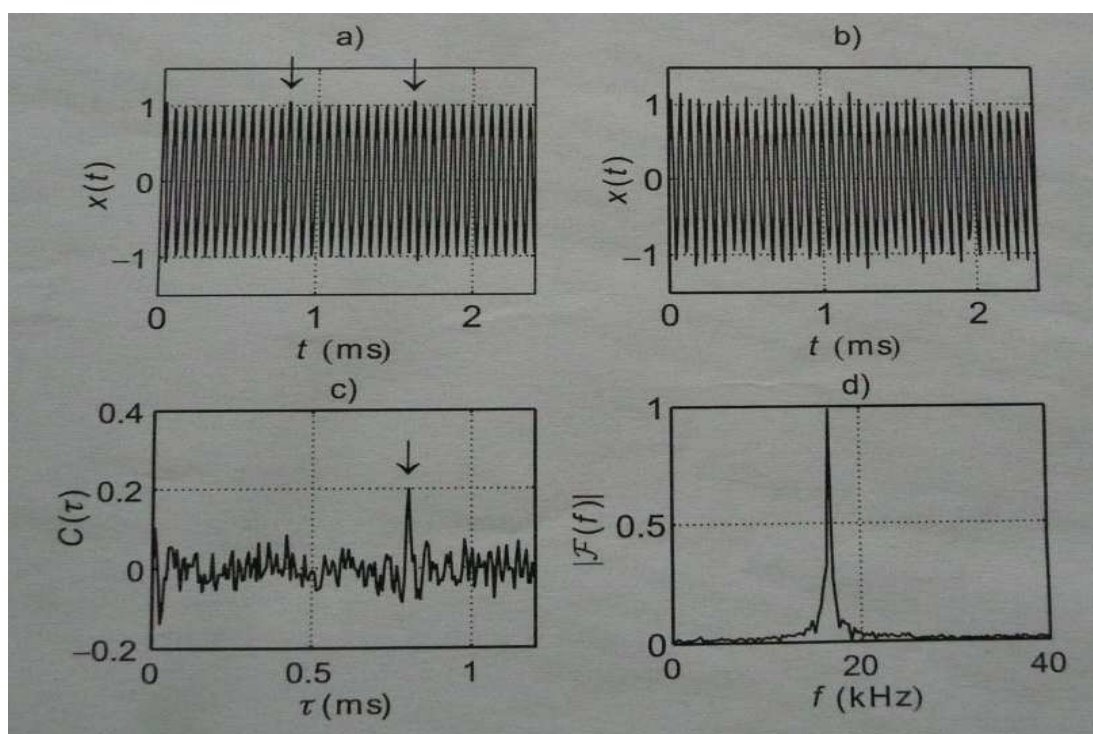 a)
1
0
−1
x(t)
0 1 2
t (ms)
b)
1
0
−1
x(t)
0 1 2
t (ms)
c)
0.4
0.2
0
−0.2
C(τ)
0 0.5 1
τ (ms)
d)
1
0.5
0
|ℱ(f)|
0 20 40
f (kHz)